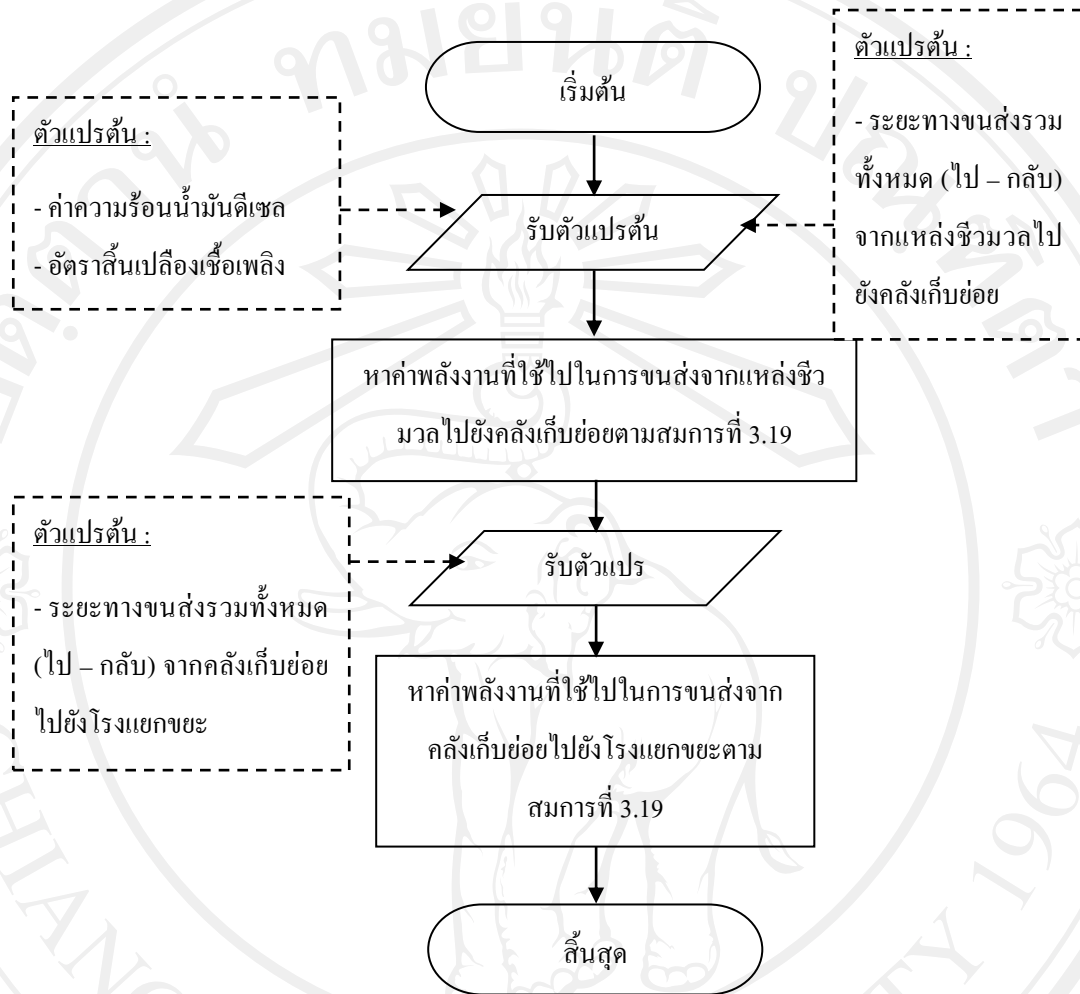 เริ่มต้น
ตัวแปรต้น :
- ค่าความร้อนน้ำมันดีเซล
- อัตราสิ้นเปลืองเชื้อเพลิง
ตัวแปรต้น :
- ระยะทางขนส่งรวม
ทั้งหมด (ไป – กลับ)
จากแหล่งชีวมวลไป
ยังคลังเก็บย่อย
รับตัวแปรต้น
หาค่าพลังงานที่ใช้ไปในการขนส่งจากแหล่งชีว
มวลไปยังคลังเก็บย่อยตามสมการที่ 3.19
รับตัวแปร
ตัวแปรต้น :
- ระยะทางขนส่งรวมทั้งหมด
(ไป – กลับ) จากคลังเก็บย่อย
ไปยังโรงแยกขยะ
หาค่าพลังงานที่ใช้ไปในการขนส่งจาก
คลังเก็บย่อยไปยังโรงแยกขยะตาม
สมการที่ 3.19
สิ้นสุด
1964